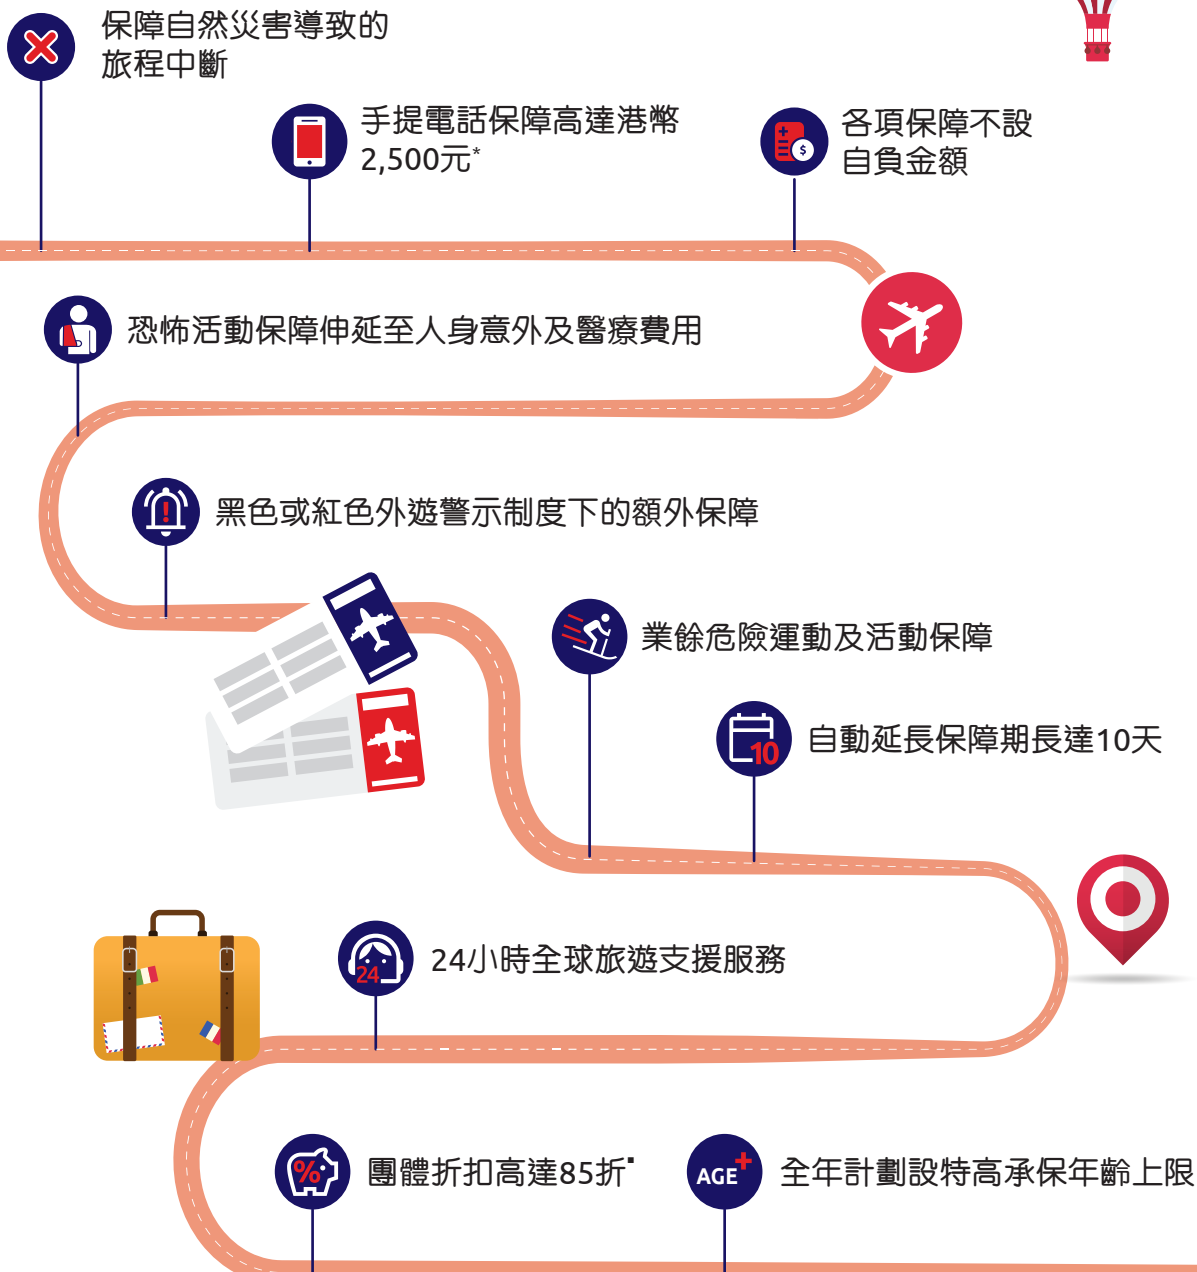 保障自然災害導致的
旅程中斷
手提電話保障高達港幣
2,500元*
各項保障不設
自負金額
$
恐怖活動保障伸延至人身意外及醫療費用
!
黑色或紅色外遊警示制度下的額外保障
業餘危險運動及活動保障
10
自動延長保障期長達10天
24
24小時全球旅遊支援服務
%
團體折扣高達85折▪
AGE+
全年計劃設特高承保年齡上限